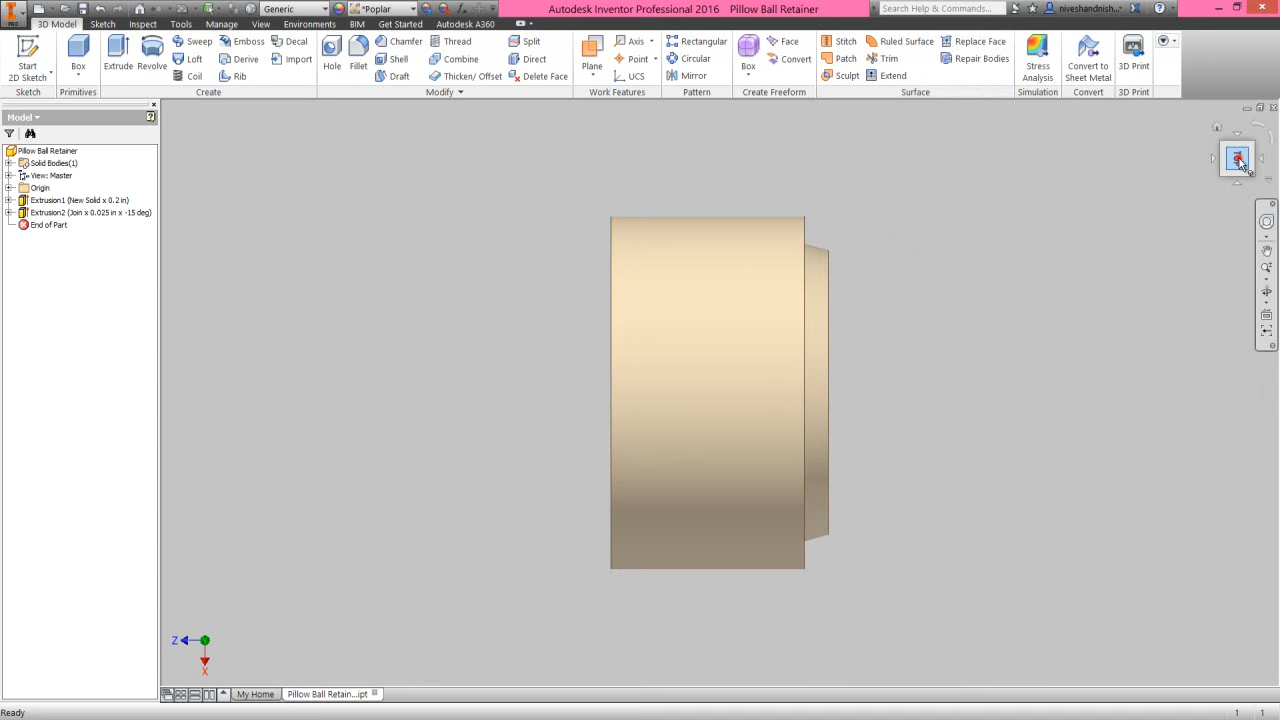 PRO
Generic
*Poplar
Autodesk Inventor Professional 2016 Pillow Ball Retainer
Search Help & Commands...
niveshandnish...
3D Model
Sketch
Inspect
Tools
Manage
View
Environments
BIM
Get Started
Autodesk A360
Start
2D Sketch
Sketch
Box
Primitives
Extrude
Revolve
Sweep
Loft
Coil
Emboss
Derive
Rib
Decal
Import
Create
Hole
Fillet
Chamfer
Shell
Draft
Thread
Combine
Thicken/ Offset
Split
Direct
Delete Face
Modify
Plane
Axis
Point
UCS
Work Features
Rectangular
Circular
Mirror
Pattern
Box
Face
Convert
Create Freeform
Stitch
Patch
Sculpt
Ruled Surface
Trim
Extend
Replace Face
Repair Bodies
Surface
Stress
Analysis
Simulation
Convert to
Sheet Metal
Convert
3D Print
3D Print
Model
Pillow Ball Retainer
Solid Bodies(1)
View: Master
Origin
Extrusion1 (New Solid x 0.2 in)
Extrusion2 (Join x 0.025 in x -15 deg)
End of Part
Z
X
My Home
Pillow Ball Retain...ipt
Ready
1
1